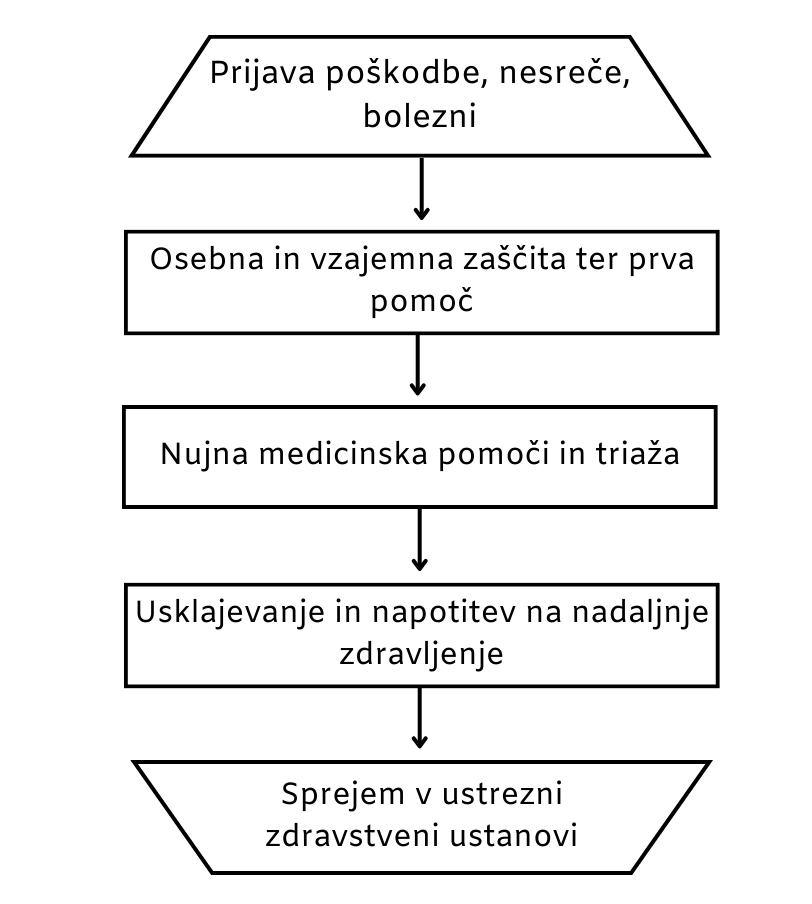 Prijava poškodbe, nesreče,
bolezni
Osebna in vzajemna zaščita ter prva
pomoč
Nujna medicinska pomoči in triaža
Usklajevanje in napotitev na nadaljnje
zdravljenje
Sprejem v ustrezni
zdravstveni ustanovi